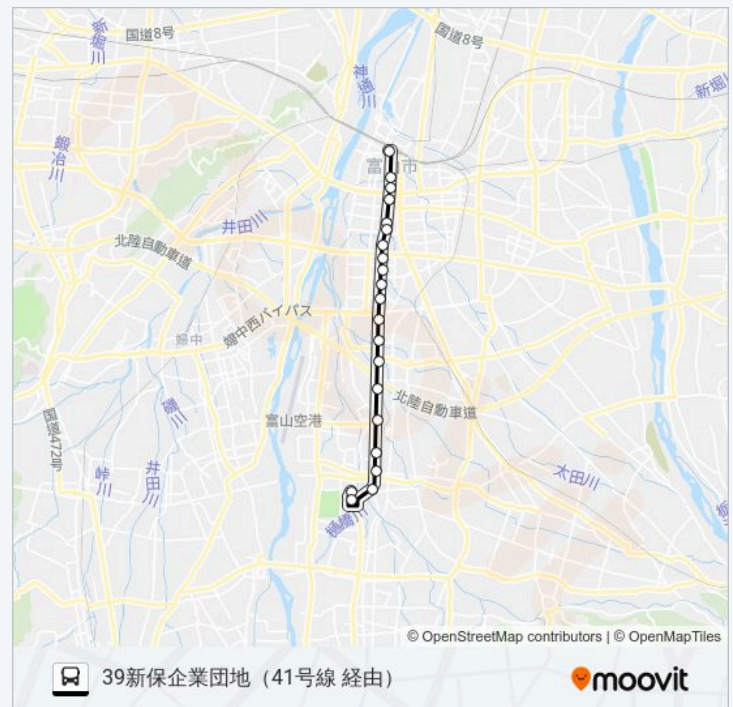 国道8号
国道8号
新堀川
神通川
新堀川
鍛冶川
富山市
井田川
北陸自動車道
婦中西バイパス
婦中
北陸自動車道
富山空港
国道472号
磯川
井田川
峠川
太田川
樋橋川
© OpenStreetMap contributors | © OpenMapTiles
39新保企業団地（41号線 経由）
moovit